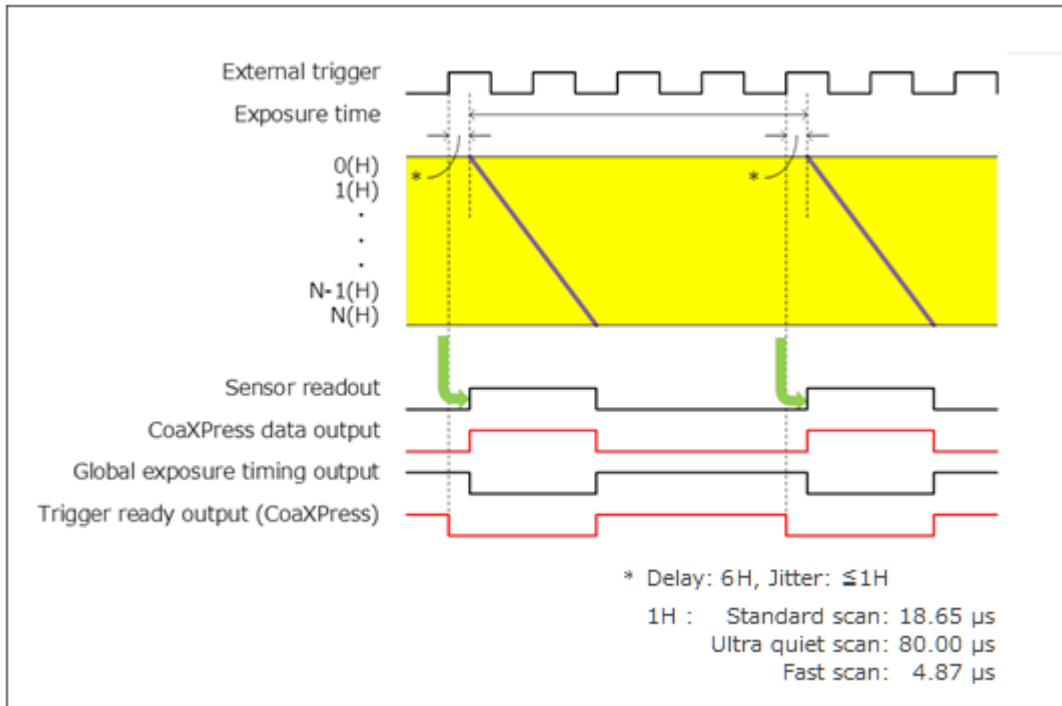 External trigger
Exposure time
0(H)
*
*
1(H)
.
.
.
N-1(H)
N(H)
Sensor readout
CoaXPress data output
Global exposure timing output
Trigger ready output (CoaXPress)
* Delay: 6H, Jitter: ≦1H
1H : Standard scan: 18.65 μs
Ultra quiet scan: 80.00 μs
Fast scan: 4.87 μs